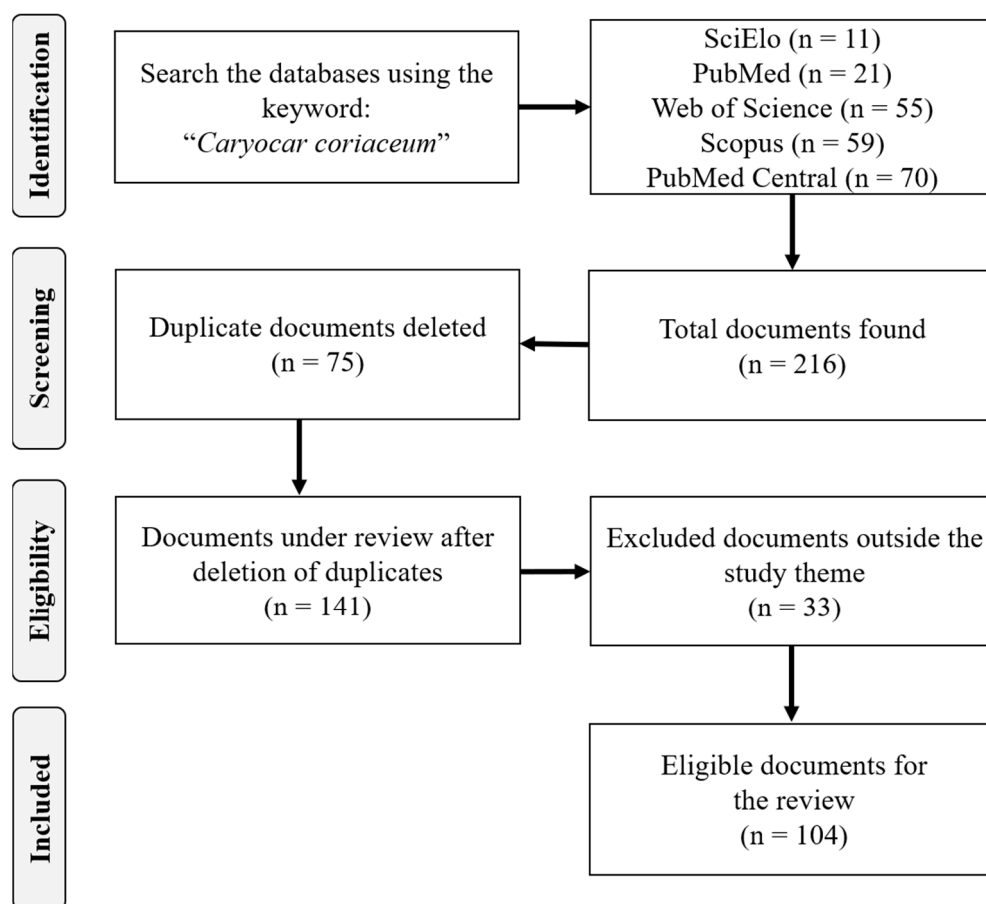 Identification
Search the databases using the
keyword:
“Caryocar coriaceum”
SciElo (n = 11)
PubMed (n = 21)
Web of Science (n = 55)
Scopus (n = 59)
PubMed Central (n = 70)
Screening
Duplicate documents deleted
(n = 75)
Total documents found
(n = 216)
Eligibility
Documents under review after
deletion of duplicates
(n = 141)
Excluded documents outside the
study theme
(n = 33)
Included
Eligible documents for
the review
(n = 104)